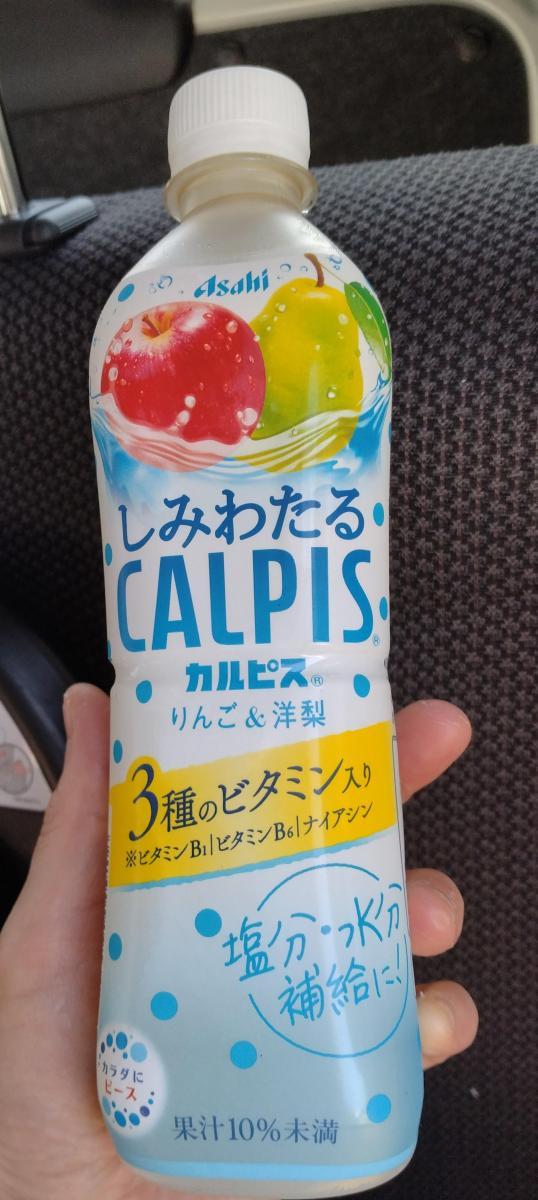 Asahi
しみわたる
CALPIS®
カルピス®
りんご&洋梨
3種のビタミン入り
※ビタミンB1|ビタミンB6|ナイアシン
塩分・水分
補給に!
カラダに
ピース
果汁10%未満